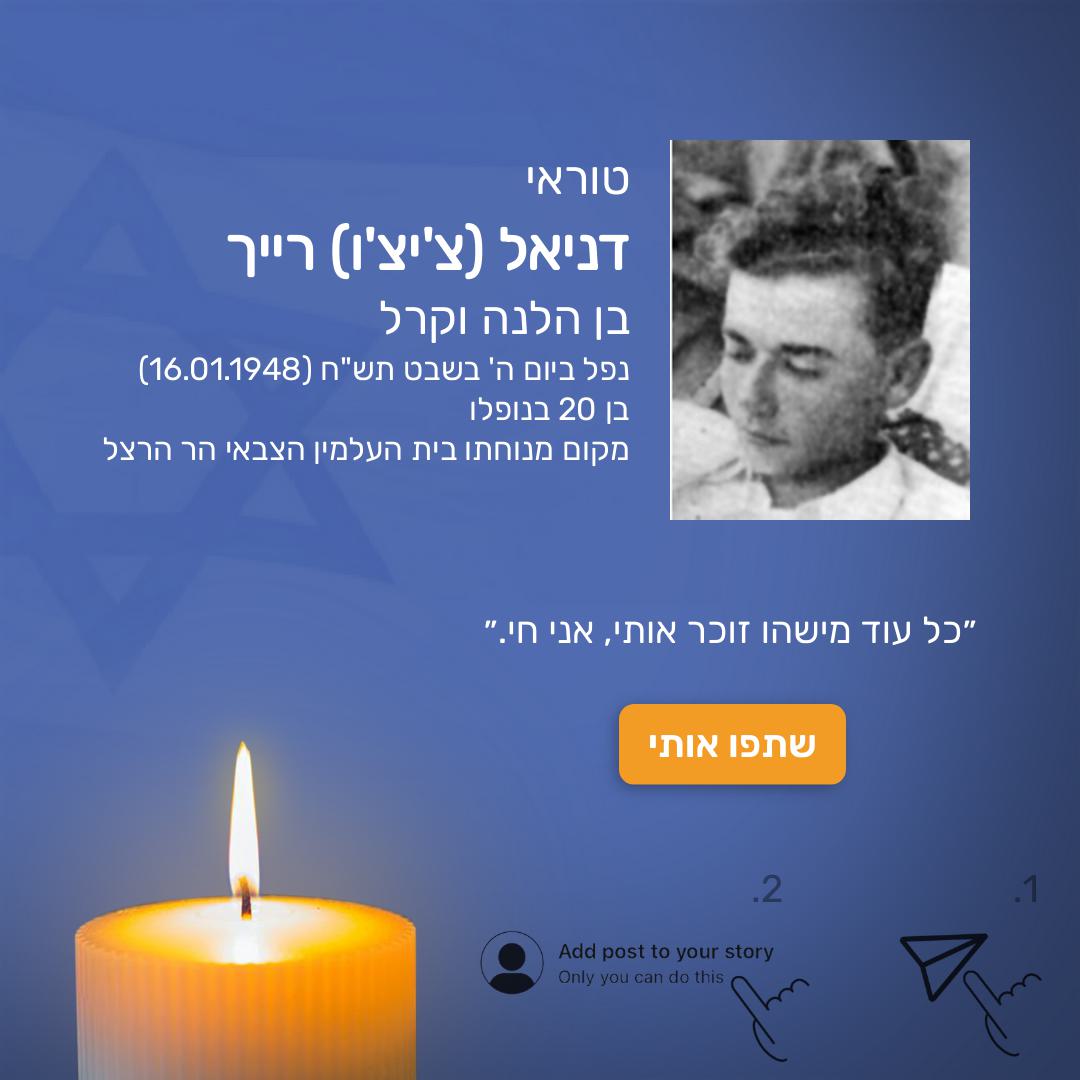 טוראי
דניאל (צ'יצ'ו) רייך
בן הלנה וקרל
נפל ביום ה' בשבט תש"ח (16.01.1948)
בן 20 בנופלו
מקום מנוחתו בית העלמין הצבאי הר הרצל
״כל עוד מישהו זוכר אותי, אני חי.״
שתפו אותי
.1
.2
Add post to your story
Only you can do this